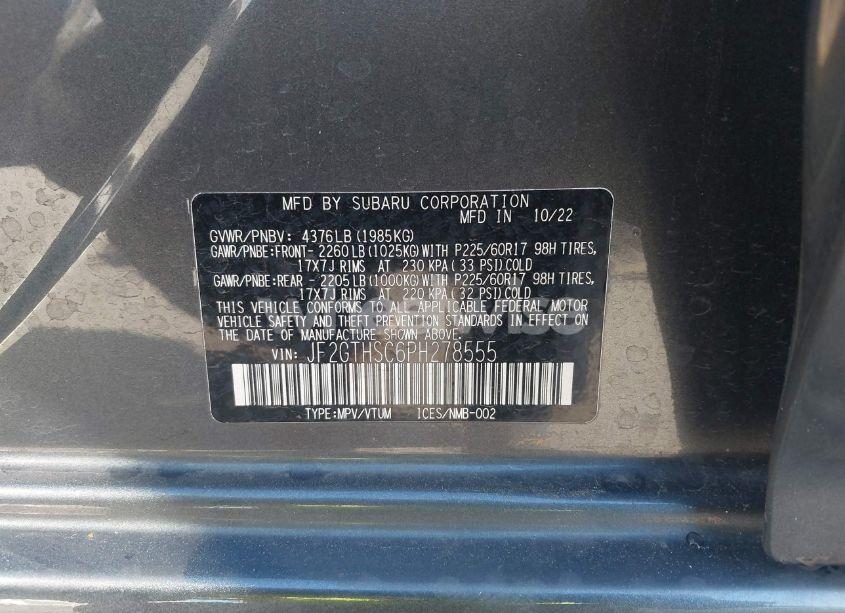 MFD BY SUBARU CORPORATION
MFD IN 10/22
GVWR/PNBV: 4376LB(1985KG)
GAWR/PNBE:FRONT- 2260LB(1025KG)WITH P225/60R17 98H TIRES,
17X7J RIMS AT 230 KPA(33 PSI)COLD
GAWR/PNBE:REAR - 2205LB(1000KG)WITH P225/60R17 98H TIRES,
17X7J RIMS AT 220 KPA(32 PSI)COLD
THIS VEHICLE CONFORMS TO ALL APPLICABLE FEDERAL MOTOR
VEHICLE SAFETY AND THEFT PREVENTION STANDARDS IN EFFECT ON
THE DATE OF MANUFACTURE SHOWN ABOVE.
VIN: JF2GTHSC6PH278555
TYPE:MPV/VTUM ICES/NMB-002